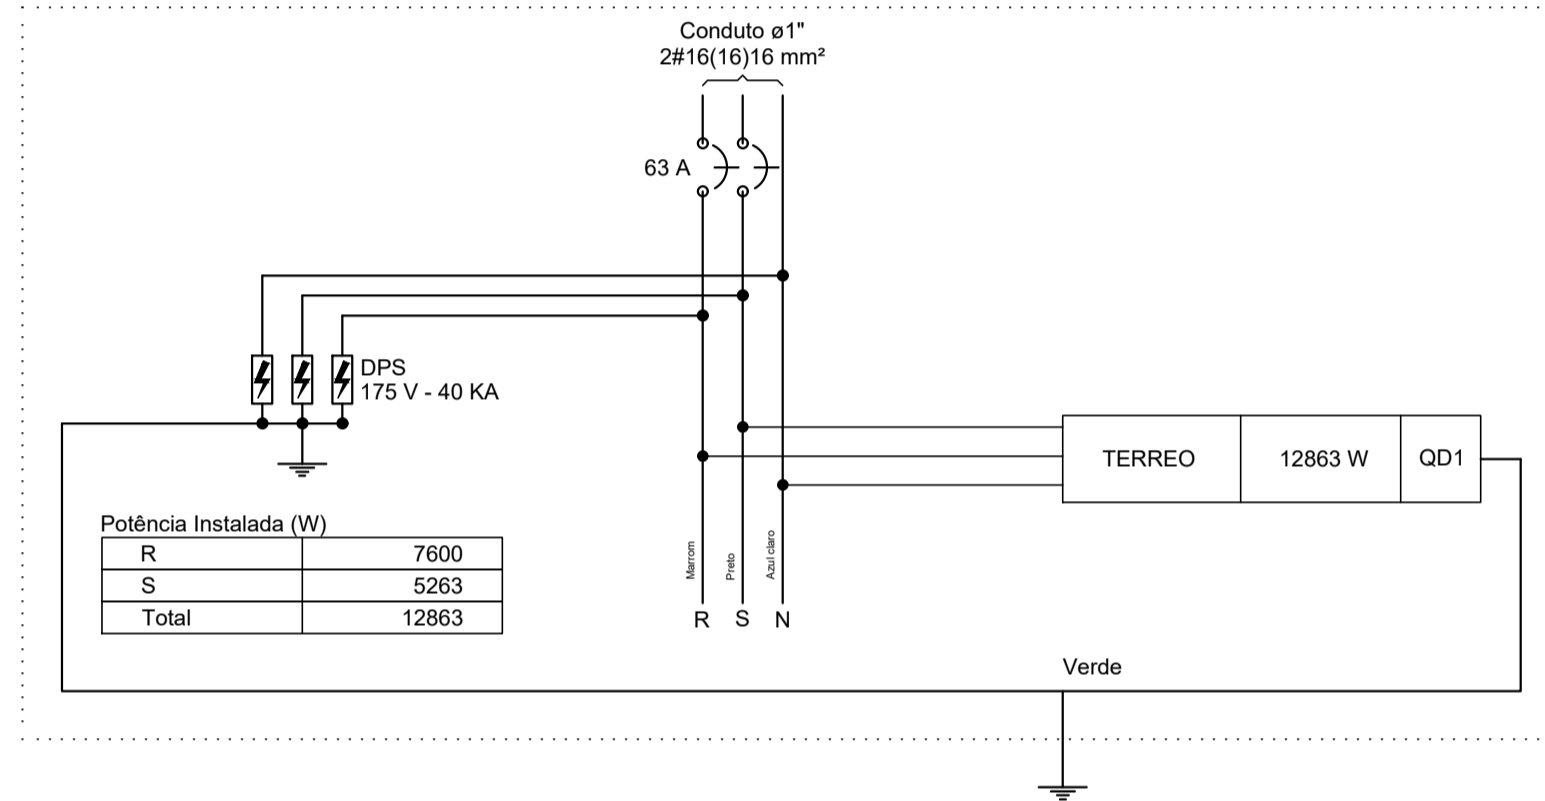 Conduto ø1"
2#16(16)16 mm²
63 A
DPS
175 V - 40 KA
TERREO 12863 W QD1
Potência Instalada (W)
R 7600
S 5263
Total 12863
Marrom
Preto
Azul claro
R S N
Verde